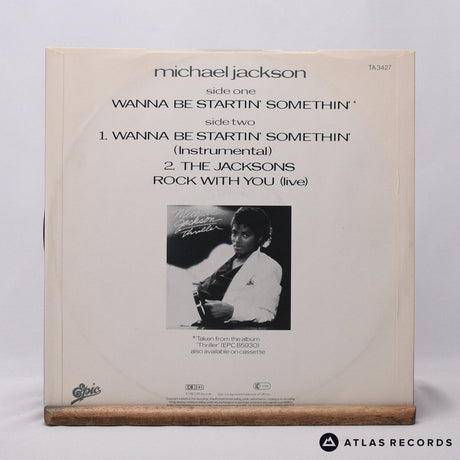 michael jackson
TA3427
side one
WANNA BE STARTIN' SOMETHIN'*
side two
1. WANNA BE STARTIN' SOMETHIN'
(Instrumental)
2. THE JACKSONS
ROCK WITH YOU (live)
Michael
Jackson
Thriller
*Taken from the album
'Thriller' (EPC 85930)
also available on cassette
Epic
ATLAS RECORDS